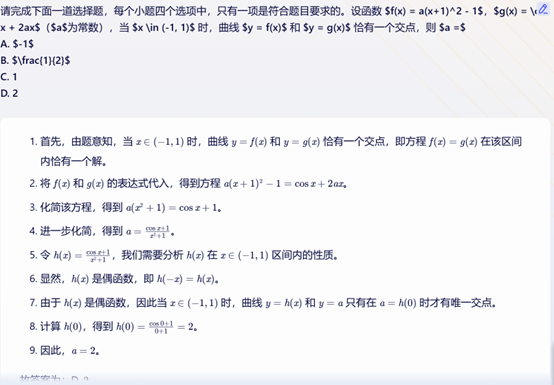 请完成下面一道选择题，每个小题四个选项中，只有一项是符合题目要求的。设函数 $f(x) = a(x+1)^2 - 1$，$g(x) = \
x + 2ax$（$a$为常数），当 $x \in (-1, 1)$ 时，曲线 $y = f(x)$ 和 $y = g(x)$ 恰有一个交点，则 $a =$
A. $-1$
B. $\frac{1}{2}$
C. 1
D. 2
1. 首先，由题意知，当 x ∈ (−1, 1) 时，曲线 y = f(x) 和 y = g(x) 恰有一个交点，即方程 f(x) = g(x) 在该区间
内恰有一个解。
2. 将 f(x) 和 g(x) 的表达式代入，得到方程 a(x + 1)² − 1 = cos x + 2ax。
3. 化简该方程，得到 a(x² + 1) = cos x + 1。
4. 进一步化简，得到 a = \frac{cos x+1}{x²+1}。
5. 令 h(x) = \frac{cos x+1}{x²+1}，我们需要分析 h(x) 在 x ∈ (−1, 1) 区间内的性质。
6. 显然，h(x) 是偶函数，即 h(−x) = h(x)。
7. 由于 h(x) 是偶函数，因此当 x ∈ (−1, 1) 时，曲线 y = h(x) 和 y = a 只有在 a = h(0) 时才有唯一交点。
8. 计算 h(0)，得到 h(0) = \frac{cos 0+1}{0+1} = 2。
9. 因此，a = 2。